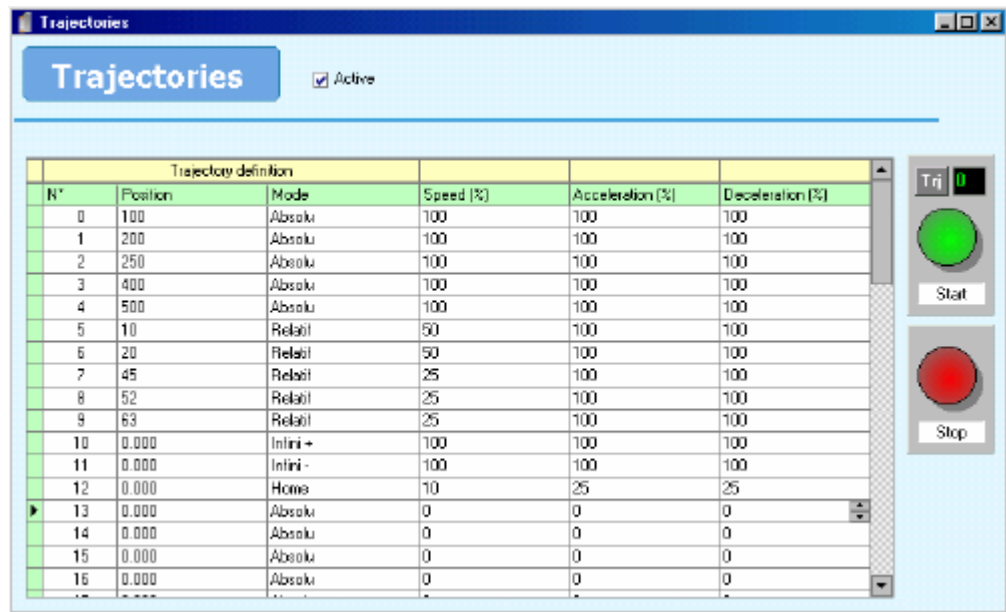 Trajectories
Trajectories
Active
Trajectory definition
N° Position Mode Speed (%) Acceleration (%) Deceleration (%)
0 100 Absolu 100 100 100
1 200 Absolu 100 100 100
2 250 Absolu 100 100 100
3 400 Absolu 100 100 100
4 500 Absolu 100 100 100
5 10 Relatif 50 100 100
6 20 Relatif 50 100 100
7 45 Relatif 25 100 100
8 52 Relatif 25 100 100
9 63 Relatif 25 100 100
10 0.000 Infini + 100 100 100
11 0.000 Infini - 100 100 100
12 0.000 Home 10 25 25
13 0.000 Absolu 0 0 0
14 0.000 Absolu 0 0 0
15 0.000 Absolu 0 0 0
16 0.000 Absolu 0 0 0
Trj 0
Start
Stop